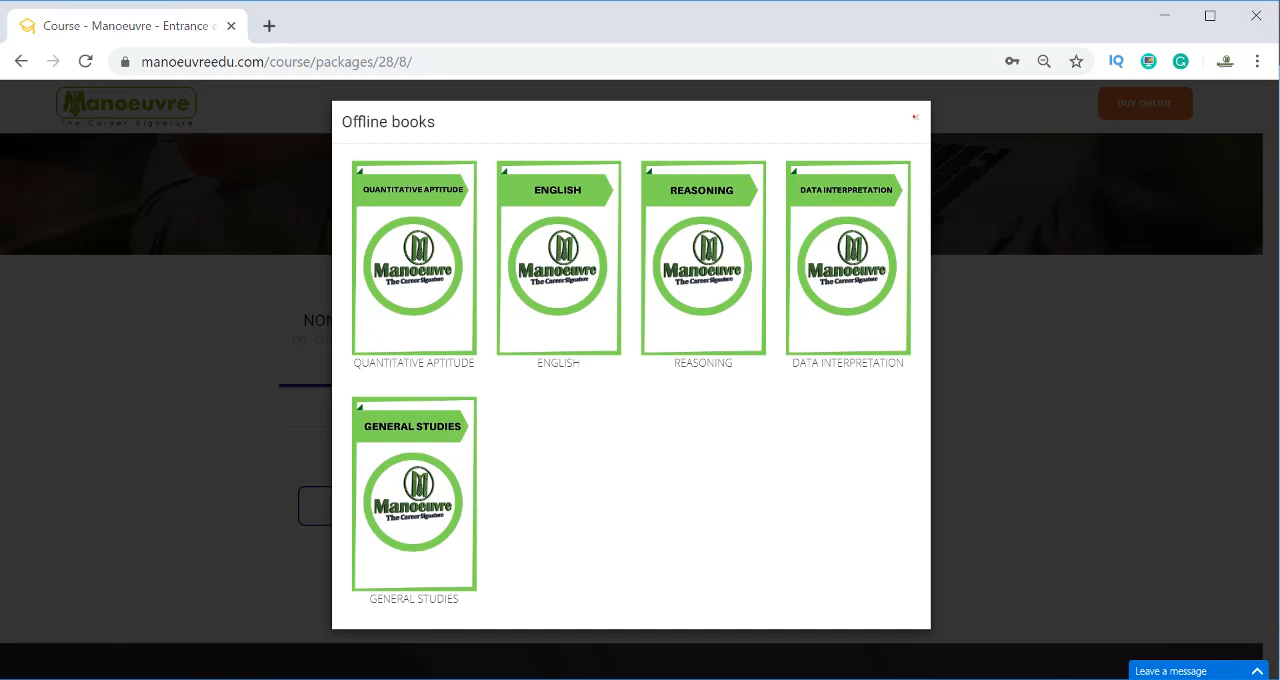 Course - Manoeuvre - Entrance e
manoeuvreedu.com/course/packages/28/8/
IQ
Manoeuvre
The Career Signature
BUY ONLINE
Offline books
QUANTITATIVE APTITUDE
Manoeuvre
The Career Signature
QUANTITATIVE APTITUDE
ENGLISH
Manoeuvre
The Career Signature
ENGLISH
REASONING
Manoeuvre
The Career Signature
REASONING
DATA INTERPRETATION
Manoeuvre
The Career Signature
DATA INTERPRETATION
GENERAL STUDIES
Manoeuvre
The Career Signature
GENERAL STUDIES
NON
Leave a message